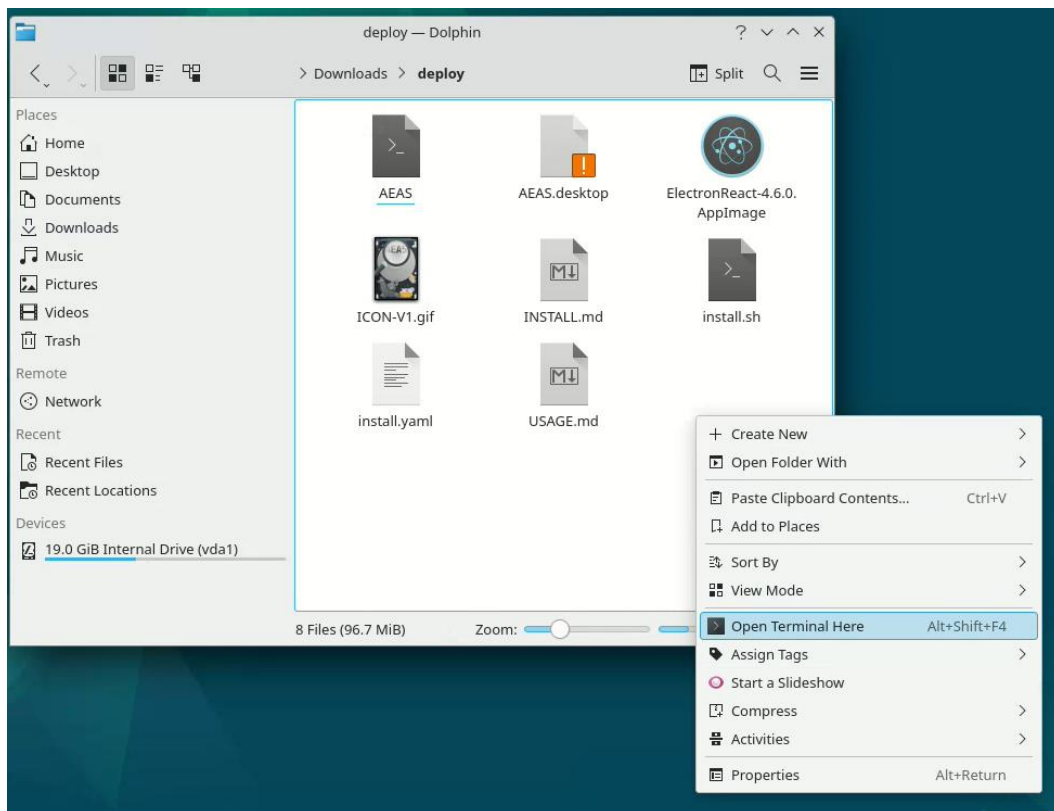 deploy — Dolphin
Downloads > deploy
Split
Places
Home
Desktop
Documents
Downloads
Music
Pictures
Videos
Trash
Remote
Network
Recent
Recent Files
Recent Locations
Devices
19.0 GiB Internal Drive (vda1)
AEAS
AEAS.desktop
ElectronReact-4.6.0.
AppImage
EAS
ICON-V1.gif
INSTALL.md
install.sh
install.yaml
USAGE.md
8 Files (96.7 MiB)
Zoom:
Create New
Open Folder With
Paste Clipboard Contents... Ctrl+V
Add to Places
Sort By
View Mode
Open Terminal Here Alt+Shift+F4
Assign Tags
Start a Slideshow
Compress
Activities
Properties Alt+Return